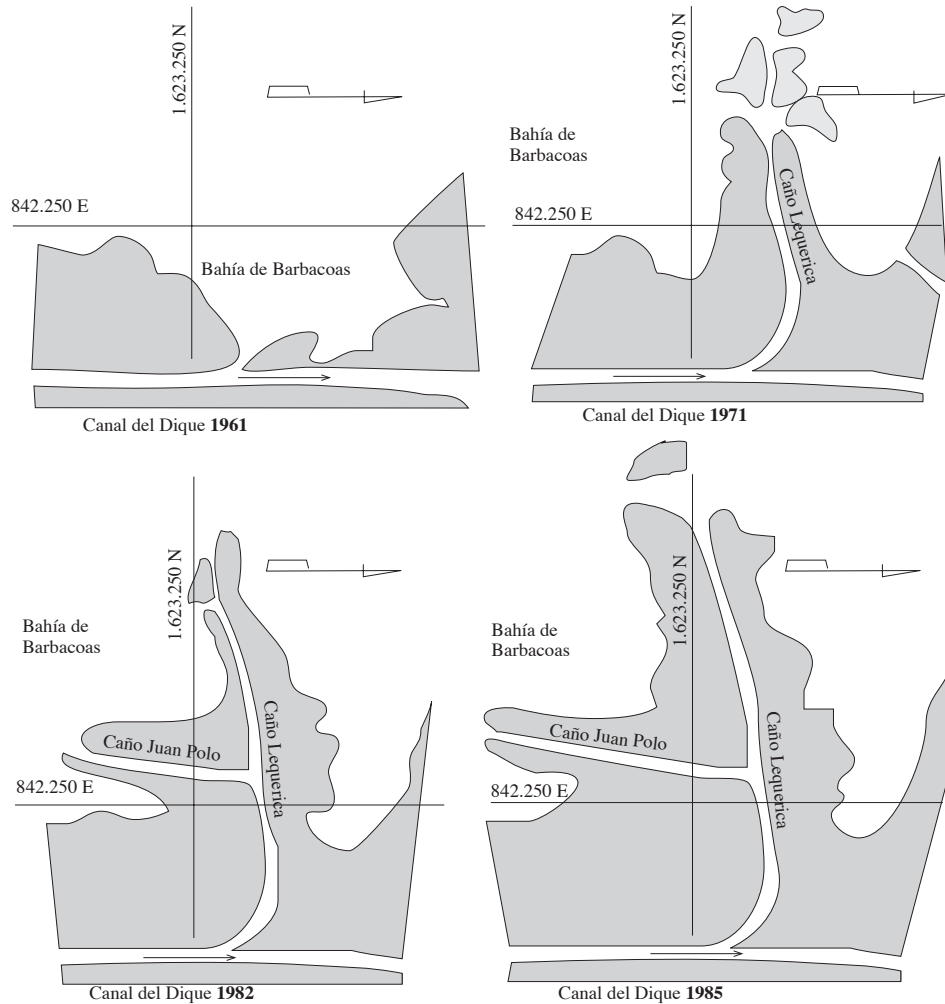 1.623.250 N
842.250 E
Bahía de Barbacoas
Canal del Dique 1961
1.623.250 N
Bahía de
Barbacoas
842.250 E
Caño Lequerica
Canal del Dique 1971
1.623.250 N
Bahía de
Barbacoas
Caño Juan Polo
Caño Lequerica
842.250 E
Canal del Dique 1982
1.623.250 N
Bahía de
Barbacoas
Caño Juan Polo
Caño Lequerica
842.250 E
Canal del Dique 1985